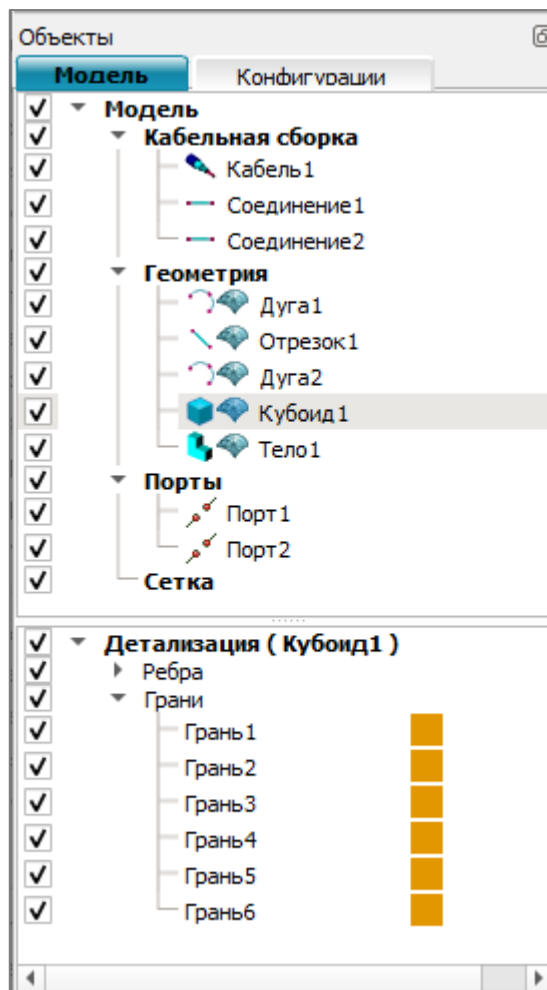 Объекты
Модель Конфигурации
Модель
Кабельная сборка
Кабель1
Соединение1
Соединение2
Геометрия
Дуга1
Отрезок1
Дуга2
Кубоид1
Тело1
Порты
Порт1
Порт2
Сетка
Детализация ( Кубоид1 )
Ребра
Грани
Грань1
Грань2
Грань3
Грань4
Грань5
Грань6